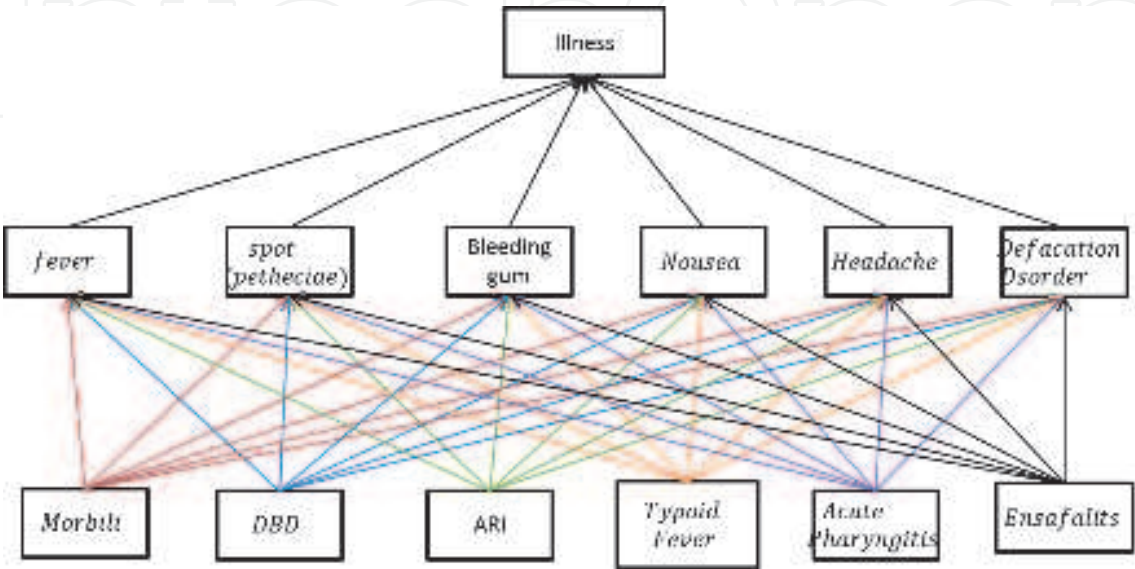 Illness
fever
spot
(petheciae)
Bleeding
gum
Nousea
Headache
Defacation
Dsorder
Morbili
DBD
ARI
Typoid
Fever
Acute
Pharyngitis
Ensafalits